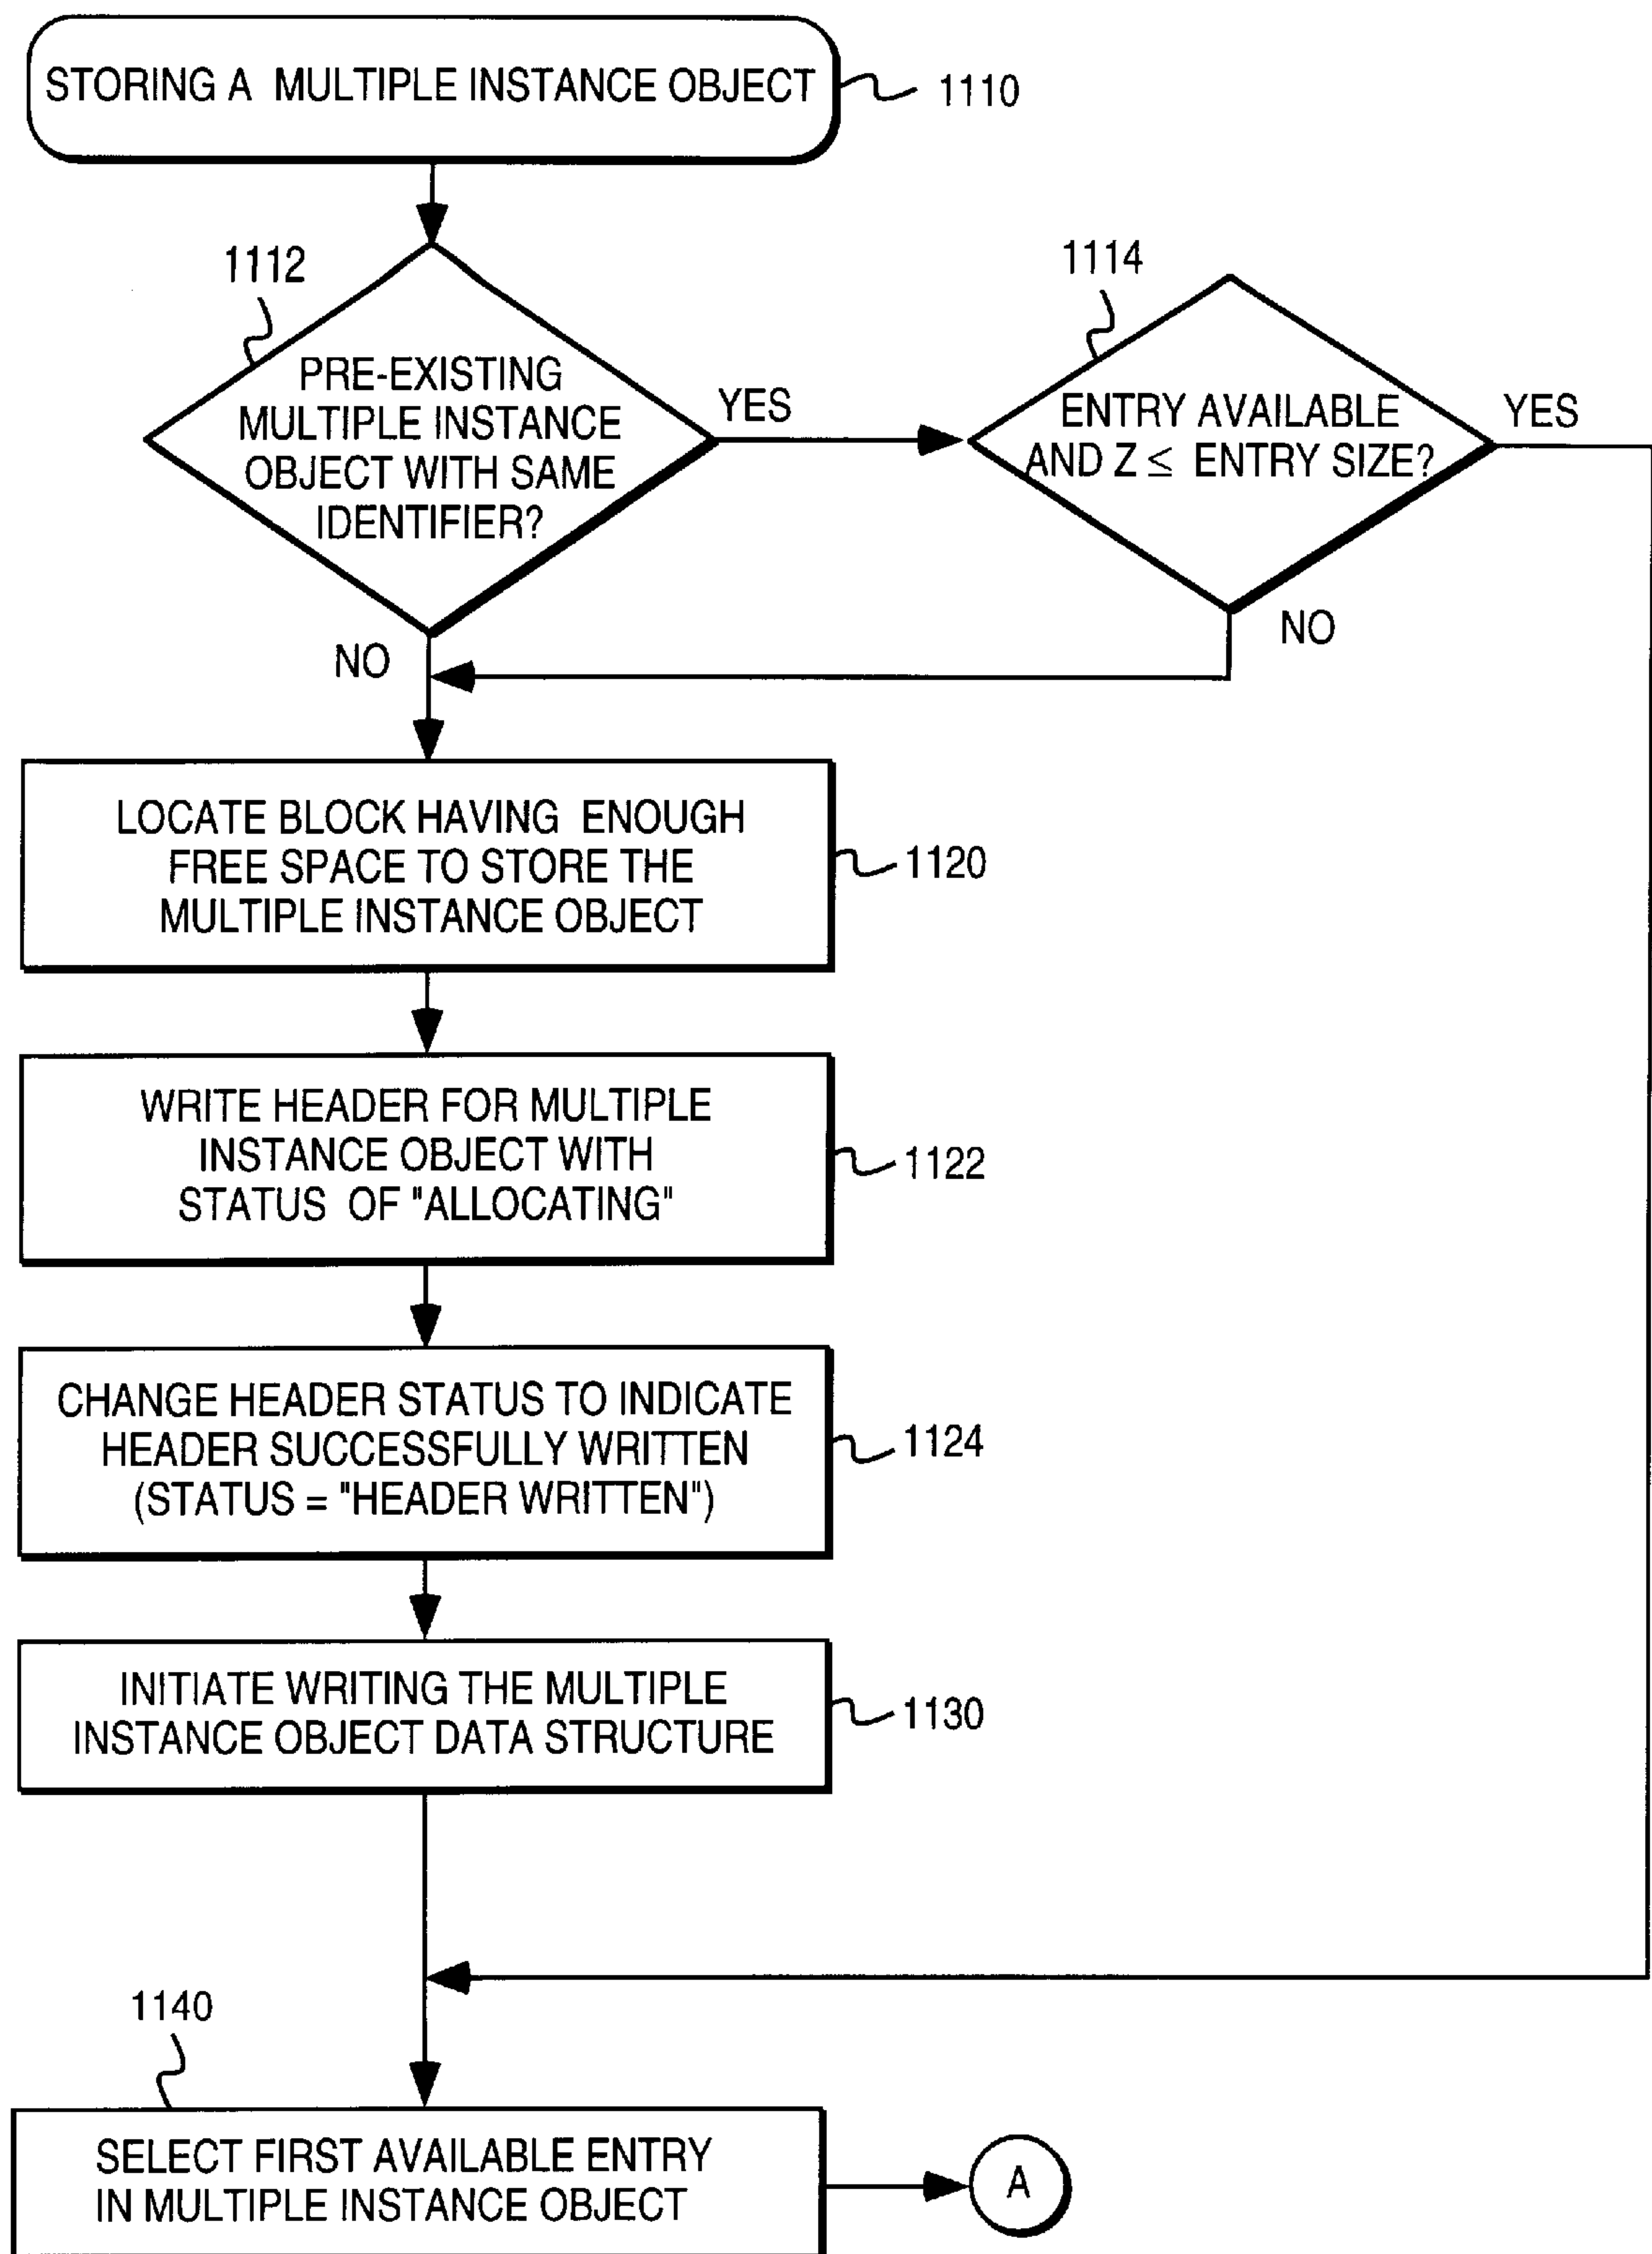 STORING A MULTIPLE INSTANCE OBJECT
1110
1112
PRE-EXISTING
MULTIPLE INSTANCE
OBJECT WITH SAME
IDENTIFIER?
YES
NO
1114
ENTRY AVAILABLE
AND Z ≤ ENTRY SIZE?
YES
NO
LOCATE BLOCK HAVING ENOUGH
FREE SPACE TO STORE THE
MULTIPLE INSTANCE OBJECT
1120
WRITE HEADER FOR MULTIPLE
INSTANCE OBJECT WITH
STATUS OF "ALLOCATING"
1122
CHANGE HEADER STATUS TO INDICATE
HEADER SUCCESSFULLY WRITTEN
(STATUS = "HEADER WRITTEN")
1124
INITIATE WRITING THE MULTIPLE
INSTANCE OBJECT DATA STRUCTURE
1130
1140
SELECT FIRST AVAILABLE ENTRY
IN MULTIPLE INSTANCE OBJECT
A